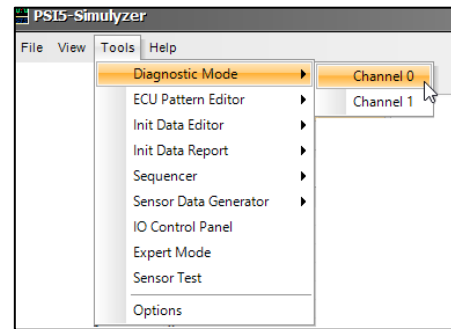 PSI5-Simulyzer
File View Tools Help
Diagnostic Mode
Channel 0
ECU Pattern Editor
Channel 1
Init Data Editor
Init Data Report
Sequencer
Sensor Data Generator
IO Control Panel
Expert Mode
Sensor Test
Options